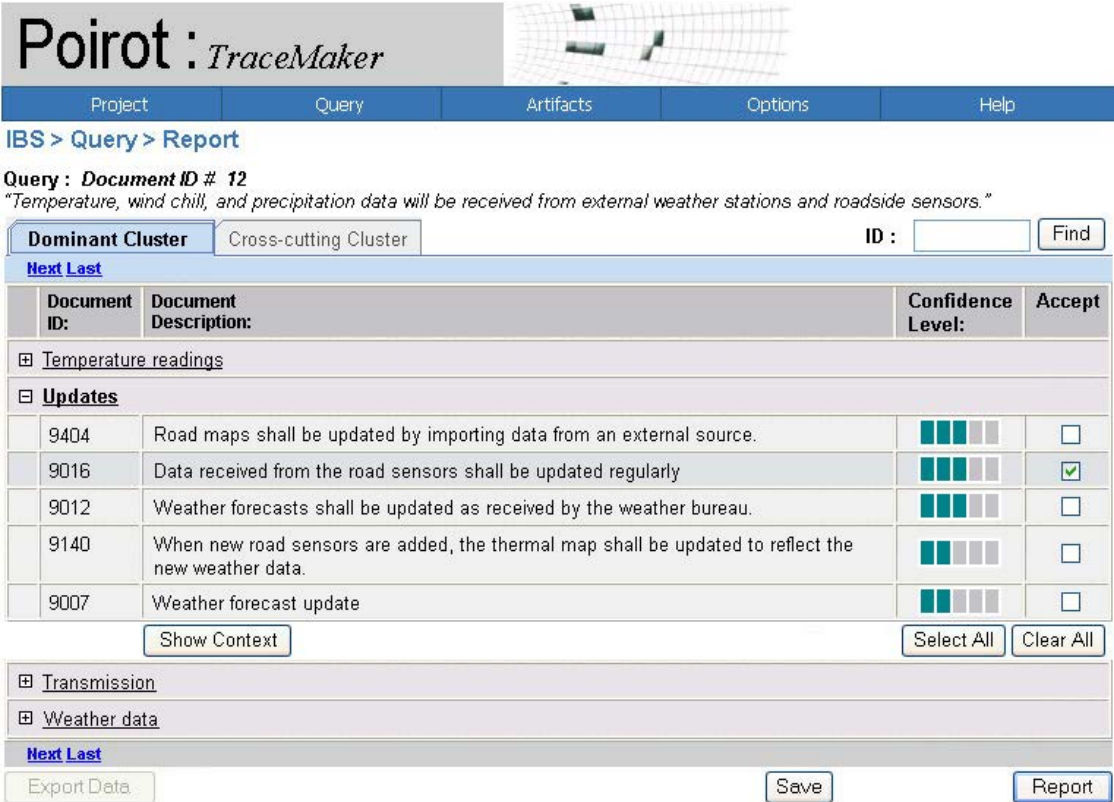 Poirot : TraceMaker
Project Query Artifacts Options Help
IBS > Query > Report
Query : Document ID # 12
"Temperature, wind chill, and precipitation data will be received from external weather stations and roadside sensors."
Dominant Cluster Cross-cutting Cluster ID : Find
Next Last
Document ID: Document Description: Confidence Level: Accept
Temperature readings
Updates
9404 Road maps shall be updated by importing data from an external source.
9016 Data received from the road sensors shall be updated regularly
9012 Weather forecasts shall be updated as received by the weather bureau.
9140 When new road sensors are added, the thermal map shall be updated to reflect the
new weather data.
9007 Weather forecast update
Show Context Select All Clear All
Transmission
Weather data
Next Last
Export Data Save Report